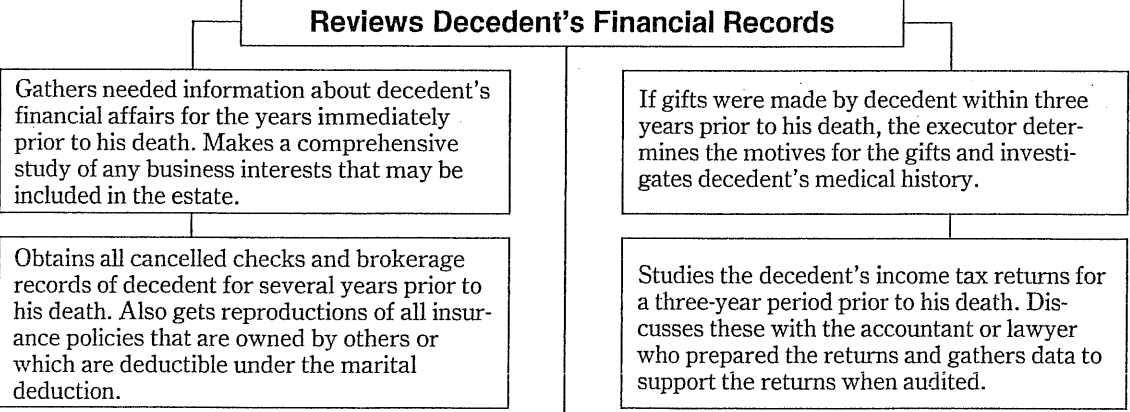 Reviews Decedent's Financial Records
Gathers needed information about decedent's
financial affairs for the years immediately
prior to his death. Makes a comprehensive
study of any business interests that may be
included in the estate.
Obtains all cancelled checks and brokerage
records of decedent for several years prior to
his death. Also gets reproductions of all insur-
ance policies that are owned by others or
which are deductible under the marital
deduction.
If gifts were made by decedent within three
years prior to his death, the executor deter-
mines the motives for the gifts and investi-
gates decedent's medical history.
Studies the decedent's income tax returns for
a three-year period prior to his death. Dis-
cusses these with the accountant or lawyer
who prepared the returns and gathers data to
support the returns when audited.